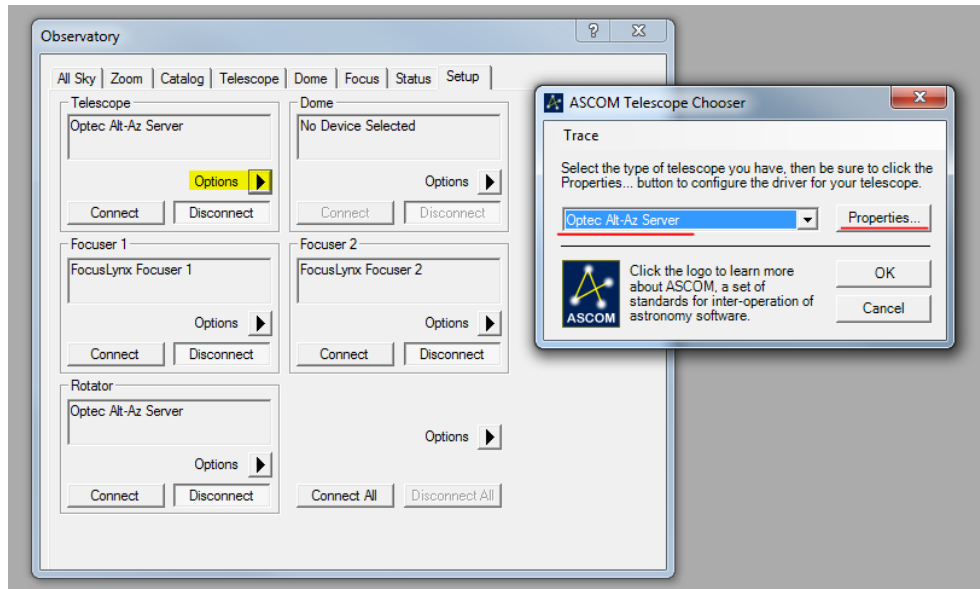 Observatory
All Sky Zoom Catalog Telescope Dome Focus Status Setup
Telescope
Optec Alt-Az Server
Options
Connect Disconnect
Dome
No Device Selected
Options
Connect Disconnect
Focuser 1
FocusLynx Focuser 1
Options
Connect Disconnect
Focuser 2
FocusLynx Focuser 2
Options
Connect Disconnect
Rotator
Optec Alt-Az Server
Options
Connect Disconnect
Options
Connect All Disconnect All
ASCOM Telescope Chooser
Trace
Select the type of telescope you have, then be sure to click the
Properties... button to configure the driver for your telescope.
Optec Alt-Az Server
Properties...
ASCOM
Click the logo to learn more
about ASCOM, a set of
standards for inter-operation of
astronomy software.
OK
Cancel